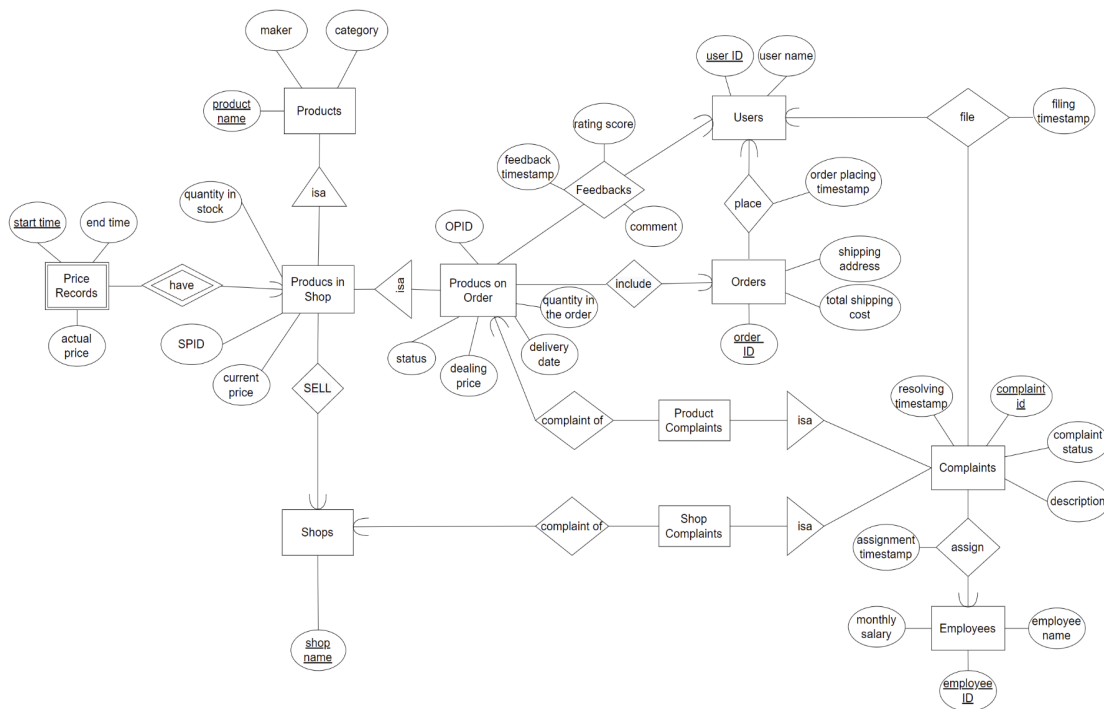 maker
category
product
name
Products
isa
user ID
user name
Users
file
filing
timestamp
rating score
feedback
timestamp
Feedbacks
comment
order placing
timestamp
place
quantity in
stock
start time
end time
Price
Records
have
actual
price
Producs in
Shop
isa
OPID
Producs on
Order
include
Orders
shipping
address
total shipping
cost
order
ID
quantity in
the order
delivery
date
dealing
price
status
SPID
current
price
SELL
complaint of
Product
Complaints
isa
resolving
timestamp
complaint
id
complaint
status
Complaints
description
Shops
complaint of
Shop
Complaints
isa
assignment
timestamp
assign
shop
name
monthly
salary
Employees
employee
name
employee
ID